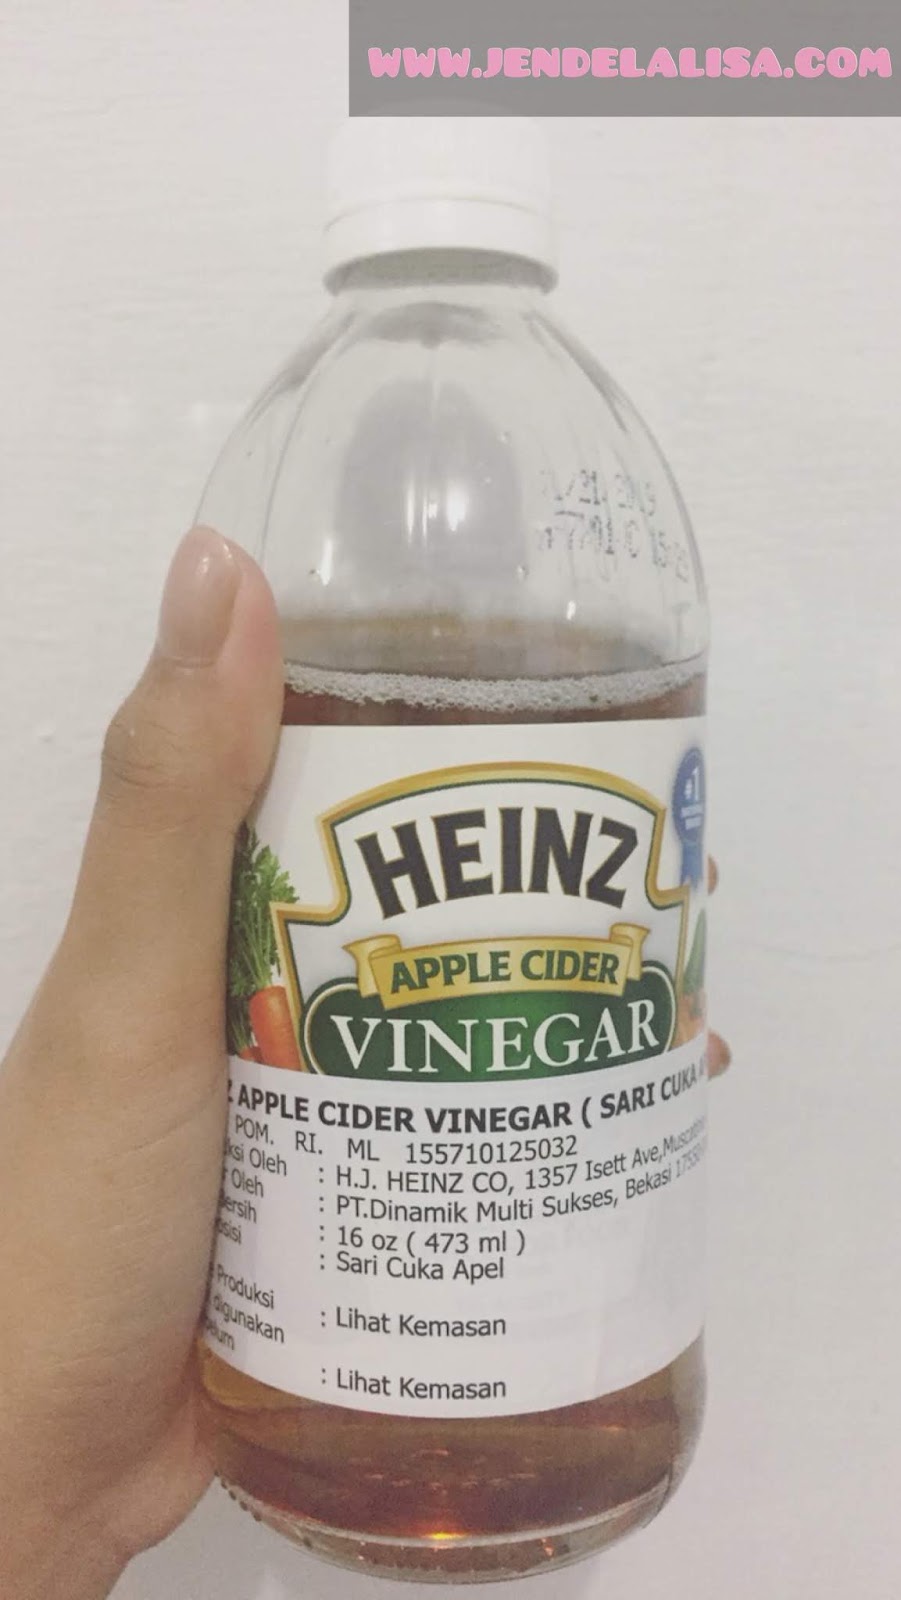 WWW.JENDELALISA.COM
#1
HEINZ
APPLE CIDER
VINEGAR
APPLE CIDER VINEGAR ( SARI CUKA
POM. RI. ML 155710125032
Oleh : H.J. HEINZ CO, 1357 Isett Ave,
Oleh : PT.Dinamik Multi Sukses, Bekasi
: 16 oz ( 473 ml )
: Sari Cuka Apel
Produksi : Lihat Kemasan
digunakan
: Lihat Kemasan